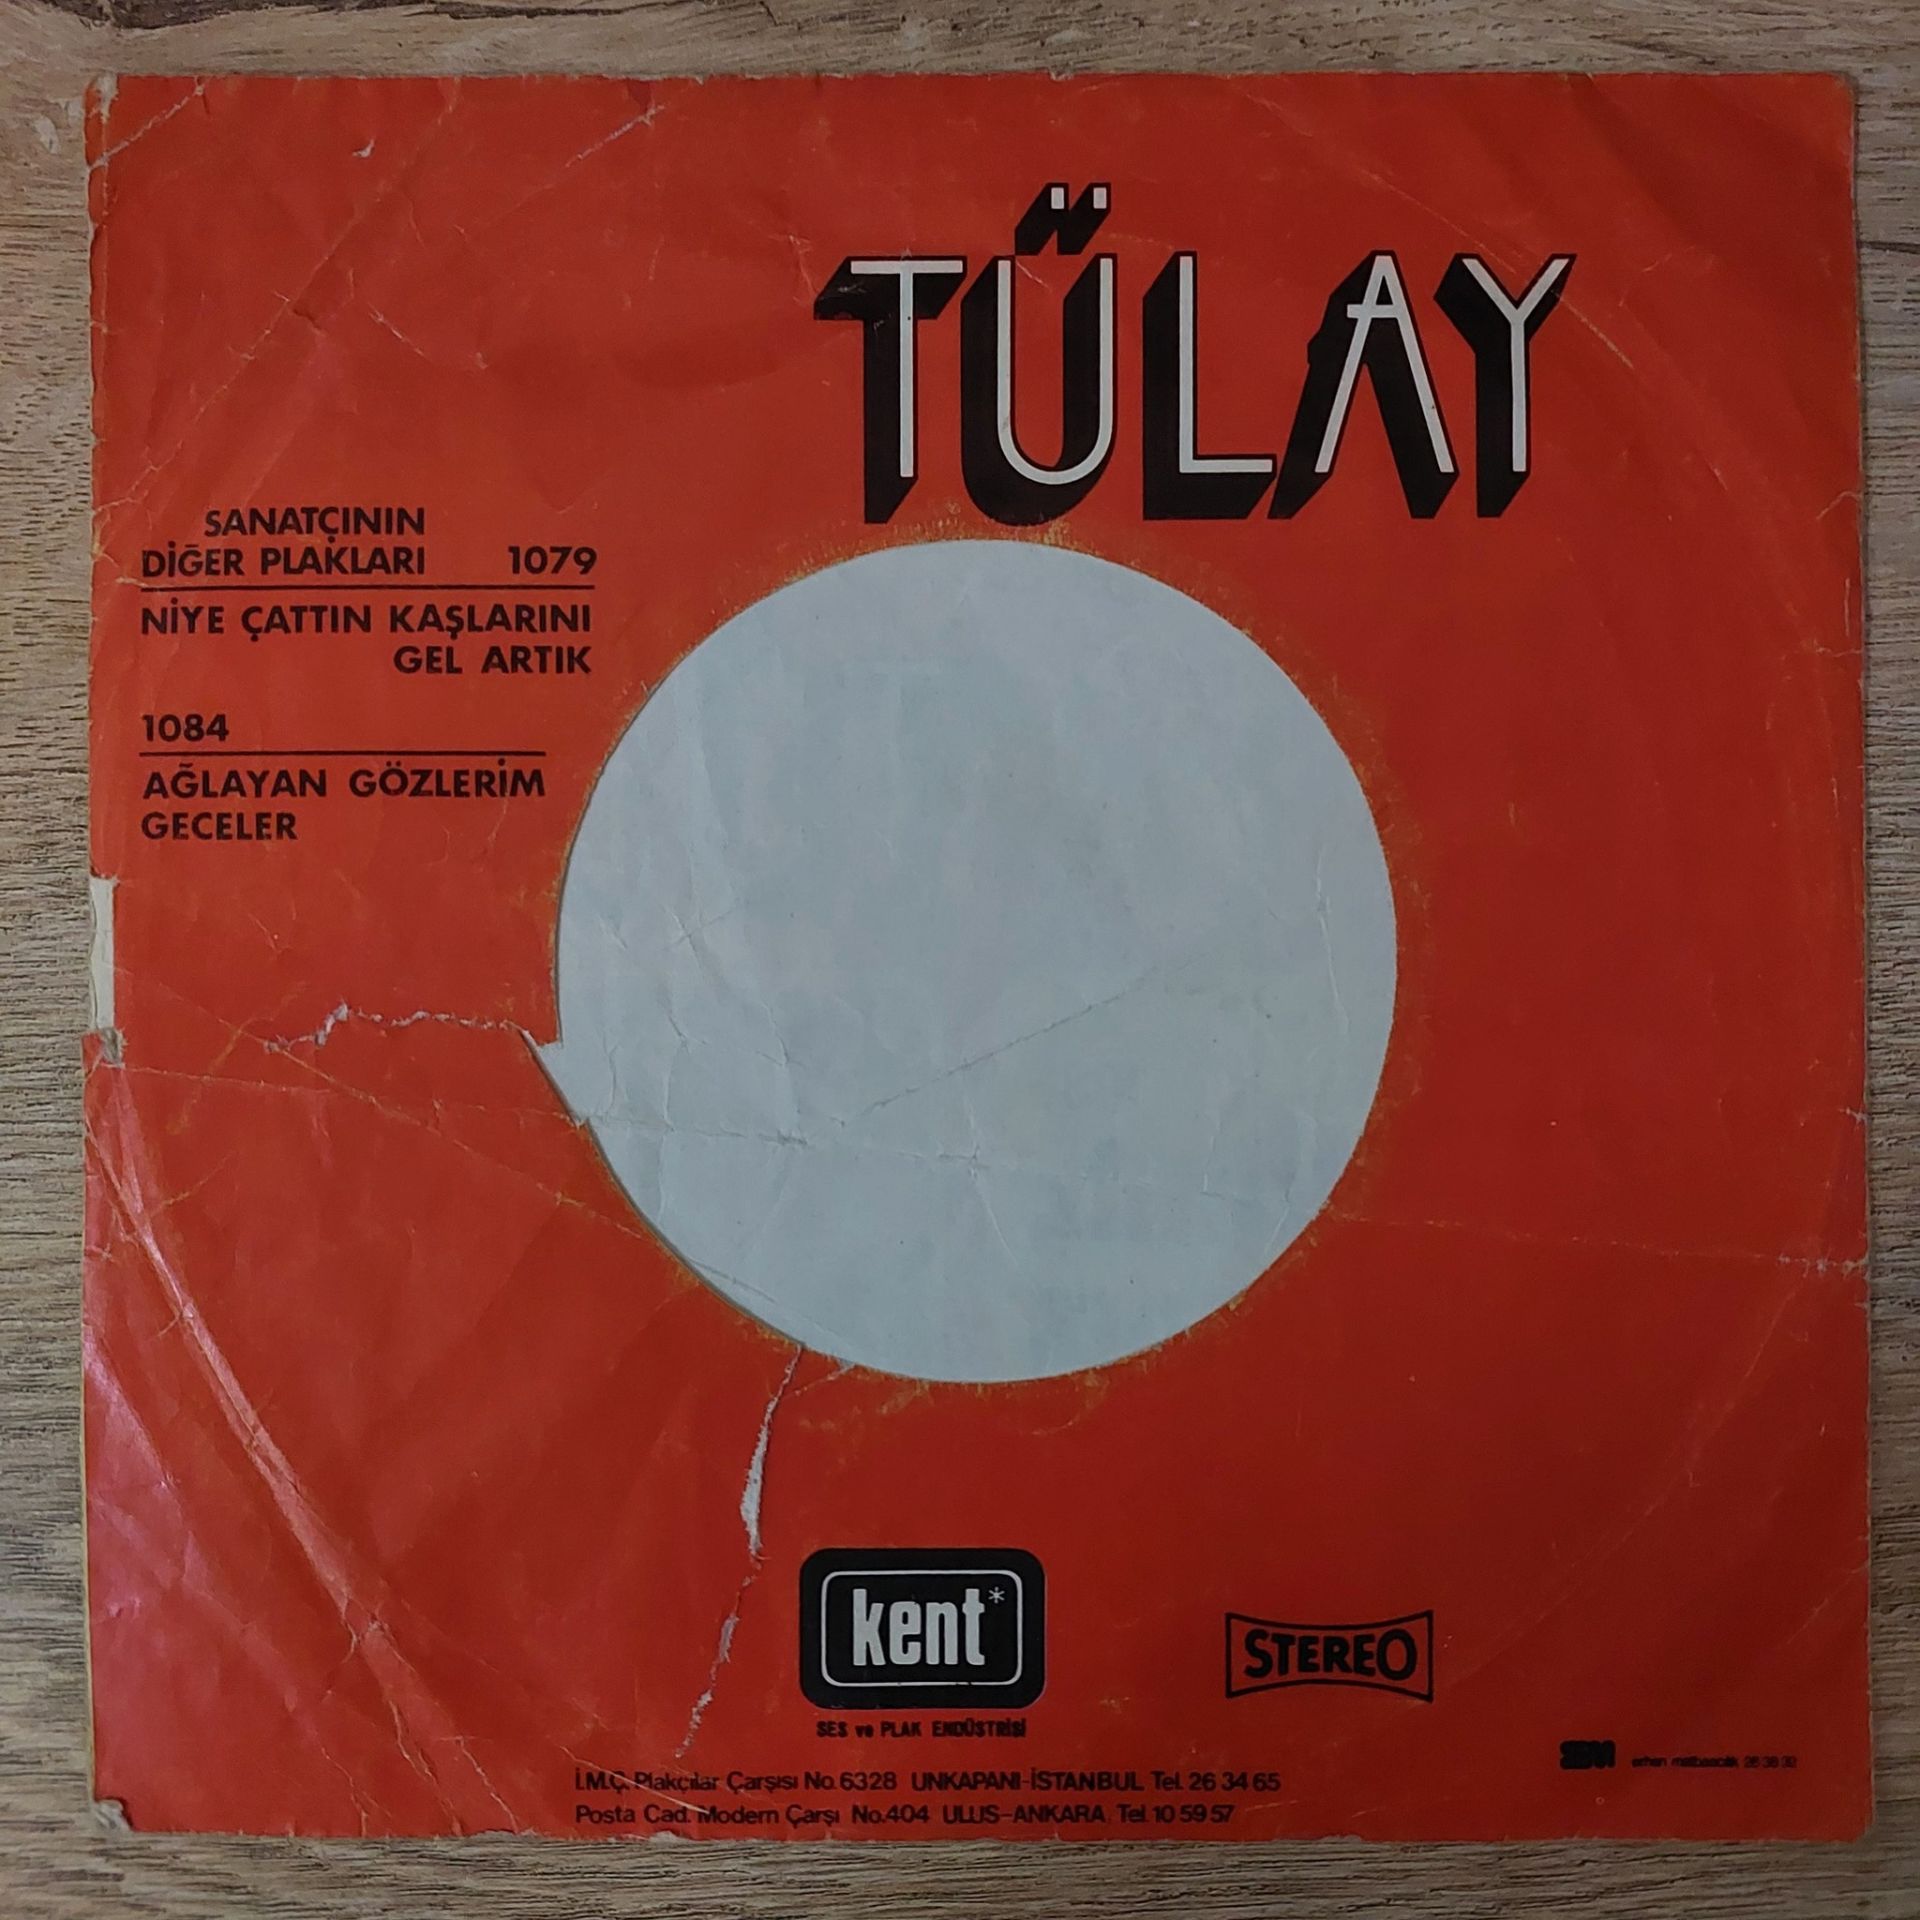 TÜLAY
SANATÇININ
DİĞER PLAKLARI 1079
NİYE ÇATTIN KAŞLARINI
GEL ARTIK
1084
AĞLAYAN GÖZLERİM
GECELER
kent*
SES ve PLAK ENDÜSTRİSİ
STEREO
İ.M.Ç. Plakçılar Çarşısı No. 6328 UNKAPANI-İSTANBUL Tel. 26 34 65
Posta Cad. Modern Çarşı No.404 ULUS-ANKARA Tel. 10 59 57
erhan matbaacılık